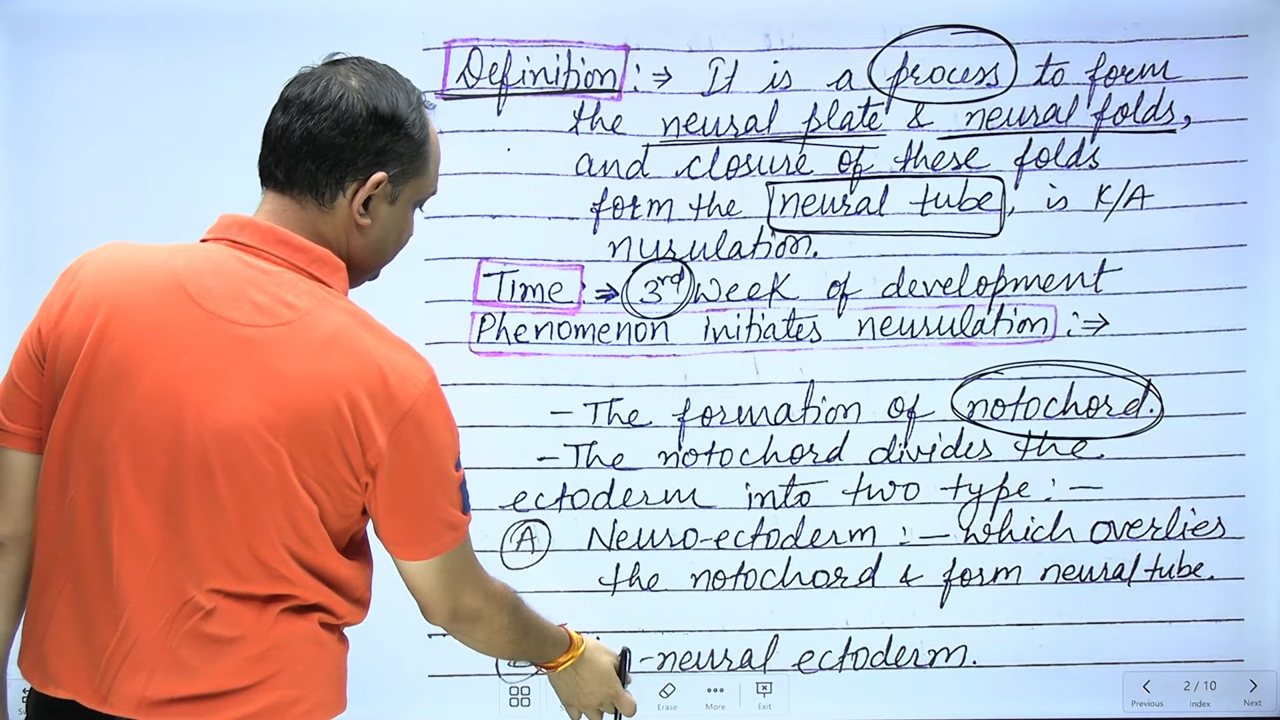 Definition :⇒ It is a process to form
the neural plate & neural folds,
and closure of these folds
form the neural tube, is K/A
nusulation.
Time :⇒ 3rd week of development
Phenomenon initiates neusulation :⇒
- The formation of notochord.
- The notochord divides the
ectoderm into two type : -
A Neuro-ectoderm : - which overlies
the notochord & form neural tube.
-neural ectoderm.
Erase More Exit
Previous 2/10 Index Next